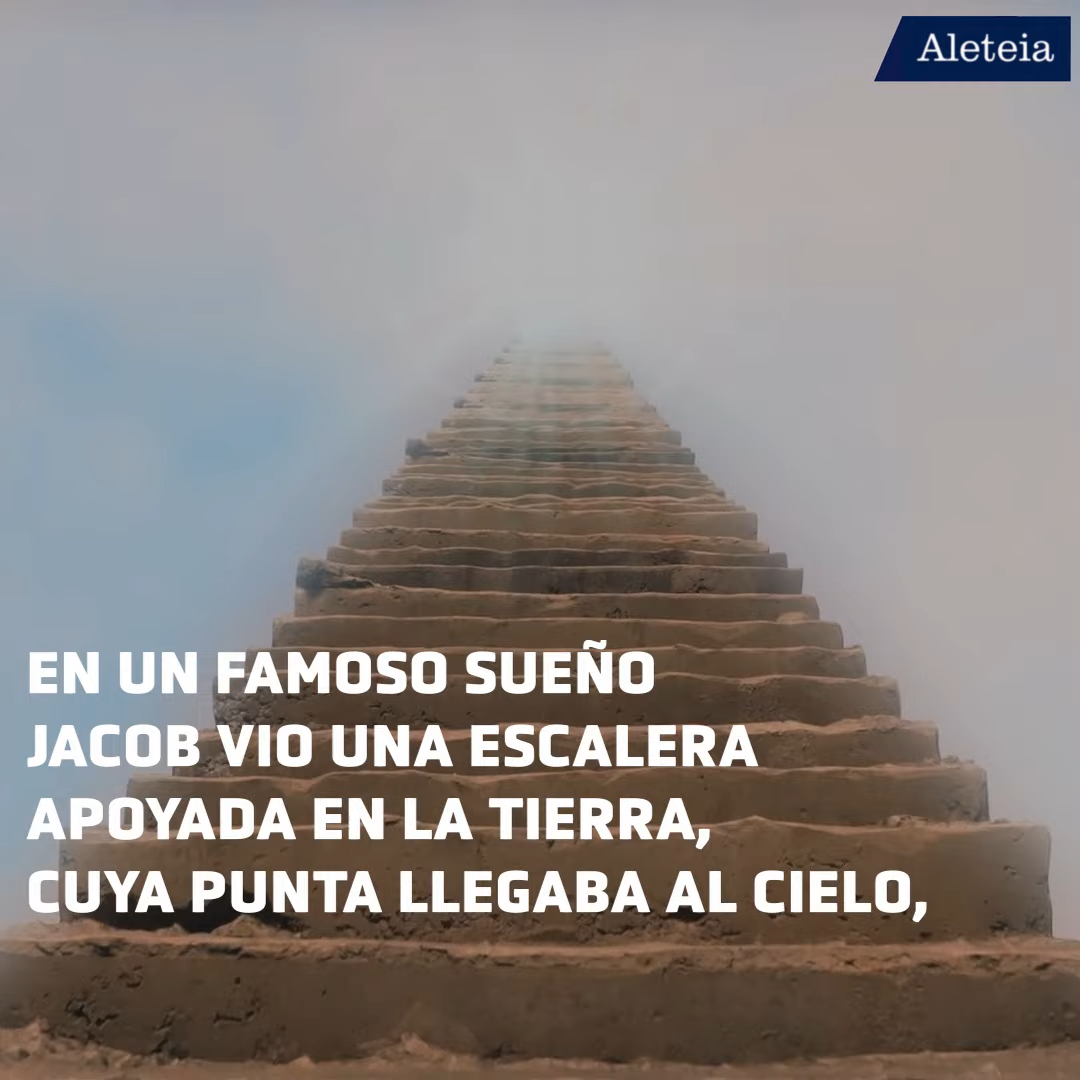 Aleteia
EN UN FAMOSO SUEÑO
JACOB VIO UNA ESCALERA
APOYADA EN LA TIERRA,
CUYA PUNTA LLEGABA AL CIELO,